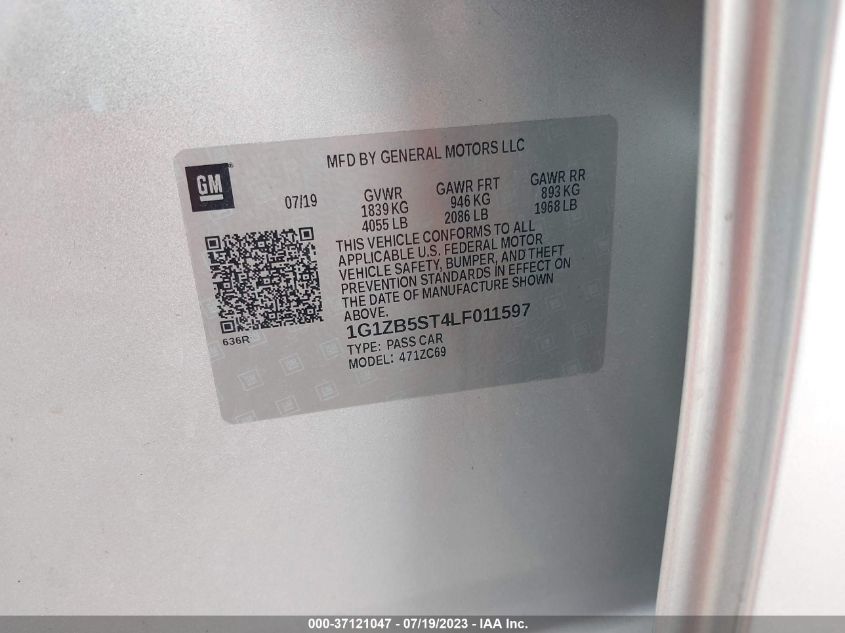 MFD BY GENERAL MOTORS LLC
GM
07/19
GVWR
1839 KG
4055 LB
GAWR FRT
946 KG
2086 LB
GAWR RR
893 KG
1968 LB
THIS VEHICLE CONFORMS TO ALL
APPLICABLE U.S. FEDERAL MOTOR
VEHICLE SAFETY, BUMPER, AND THEFT
PREVENTION STANDARDS IN EFFECT ON
THE DATE OF MANUFACTURE SHOWN
ABOVE.
636R
1G1ZB5ST4LF011597
TYPE: PASS CAR
MODEL: 471ZC69
000-37121047 - 07/19/2023 - IAA Inc.